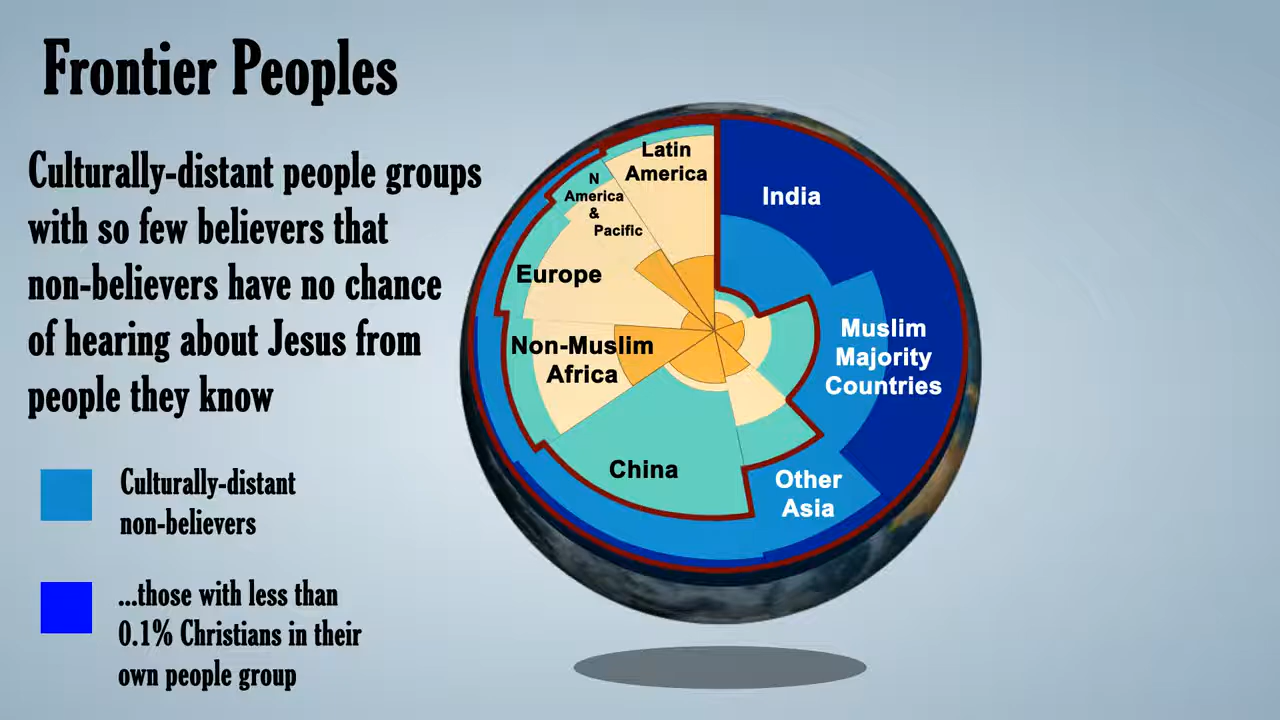 Frontier Peoples
Culturally-distant people groups
with so few believers that
non-believers have no chance
of hearing about Jesus from
people they know
Culturally-distant
non-believers
...those with less than
0.1% Christians in their
own people group
Latin
America
N
America
&
Pacific
Europe
Non-Muslim
Africa
China
India
Muslim
Majority
Countries
Other
Asia